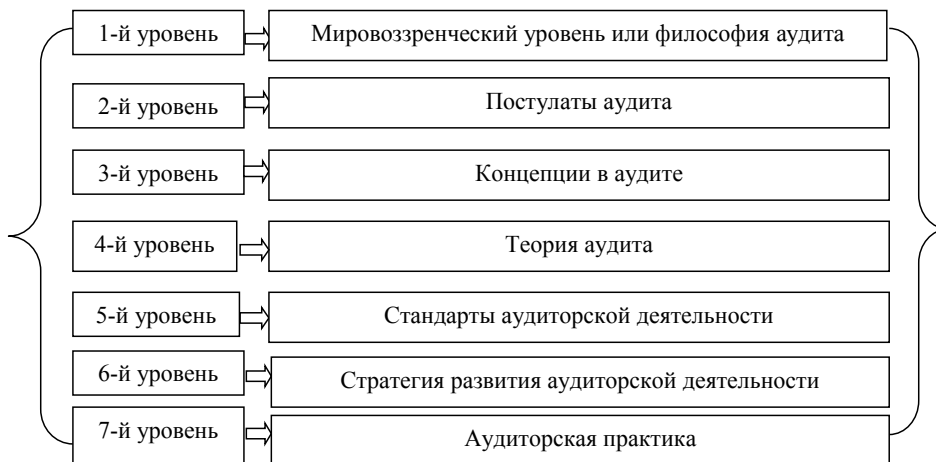 1-й уровень
Мировоззренческий уровень или философия аудита
2-й уровень
Постулаты аудита
3-й уровень
Концепции в аудите
4-й уровень
Теория аудита
5-й уровень
Стандарты аудиторской деятельности
6-й уровень
Стратегия развития аудиторской деятельности
7-й уровень
Аудиторская практика